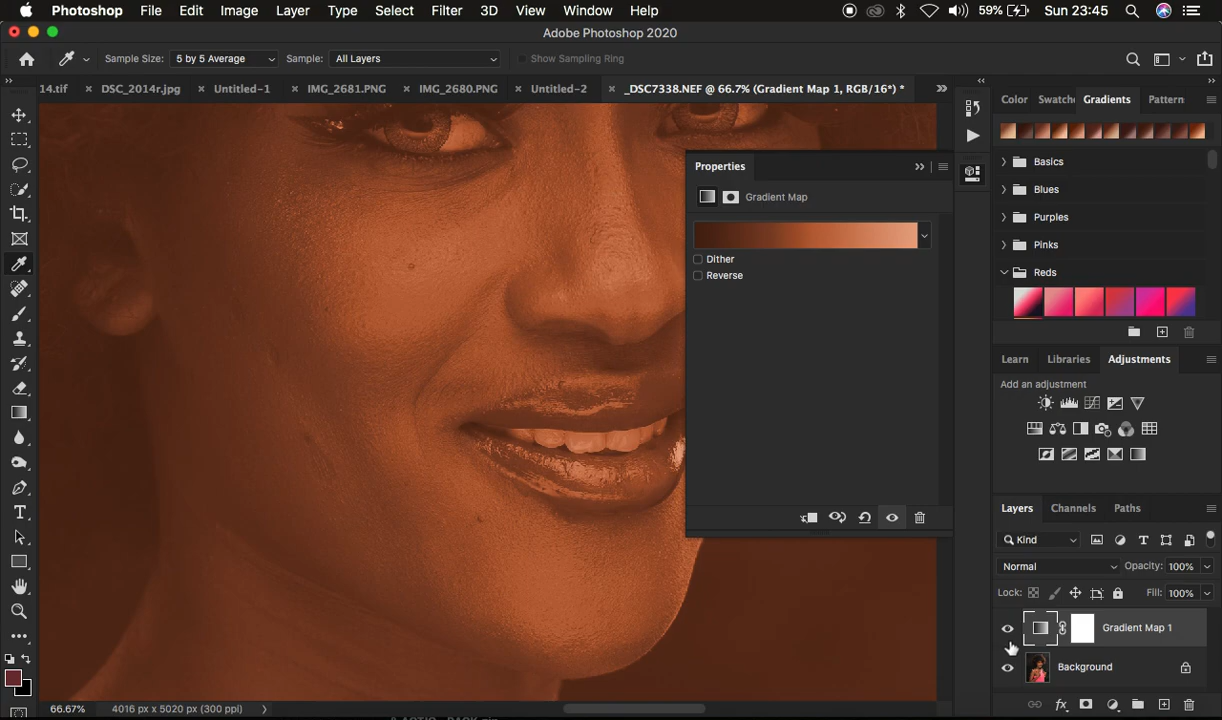 Photoshop File Edit Image Layer Type Select Filter 3D View Window Help 59% Sun 23:45
Adobe Photoshop 2020
Sample Size: 5 by 5 Average Sample: All Layers Show Sampling Ring
14.tif × DSC_2014r.jpg × Untitled-1 × IMG_2681.PNG × IMG_2680.PNG × Untitled-2 × _DSC7338.NEF @ 66.7% (Gradient Map 1, RGB/16*) *
Color Swatche Gradients Pattern
Basics
Blues
Purples
Pinks
Reds
Properties
Gradient Map
Dither
Reverse
Learn Libraries Adjustments
Add an adjustment
Layers Channels Paths
Kind
Normal Opacity: 100%
Lock: Fill: 100%
Gradient Map 1
Background
66.67% 4016 px x 5020 px (300 ppi)